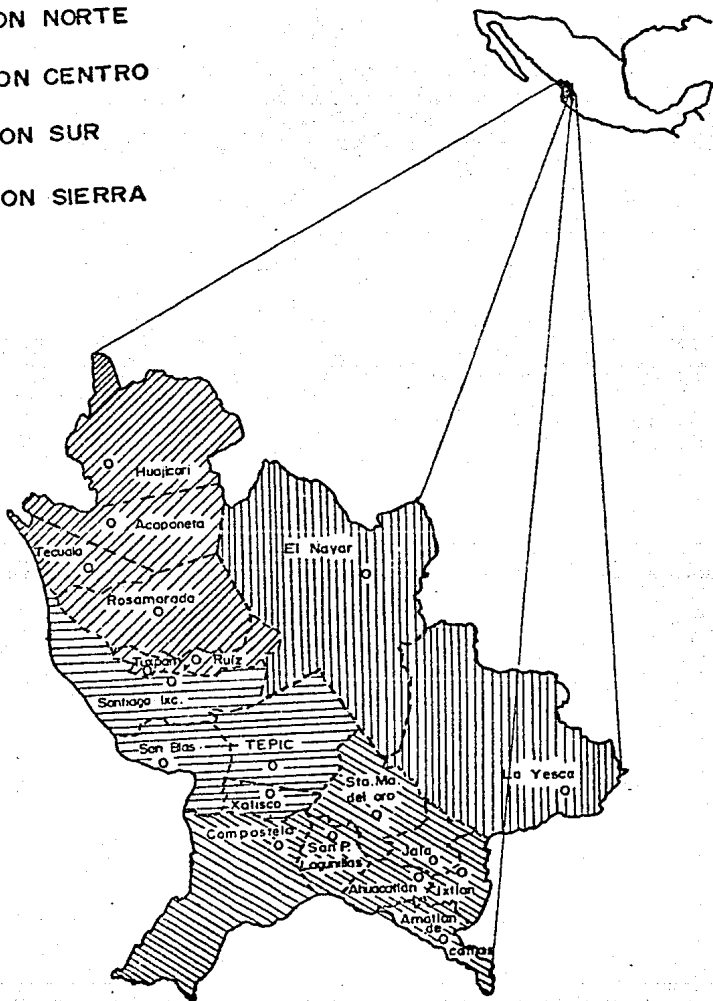 ON NORTE
ON CENTRO
ON SUR
ON SIERRA
Huajicori
Acaponeta
Tecuala
El Nayar
Rosamorada
Tuxpan
Ruíz
Santiago Ixc.
San Blas
TEPIC
La Yesca
Sta. Ma.
del oro
Xalisco
Compostela
San P.
Lagunillas
Jala
Ahuacatlan
Ixtlan
Amatlan
de
cañas